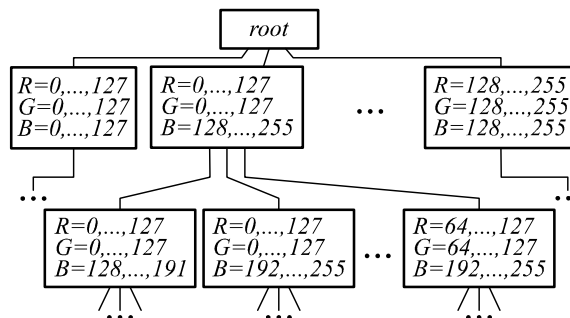 root
R=0,...,127
G=0,...,127
B=0,...,127
R=0,...,127
G=0,...,127
B=128,...,255
...
R=128,...,255
G=128,...,255
B=128,...,255
...
...
R=0,...,127
G=0,...,127
B=128,...,191
R=0,...,127
G=0,...,127
B=192,...,255
...
R=64,...,127
G=64,...,127
B=192,...,255
...
...
...